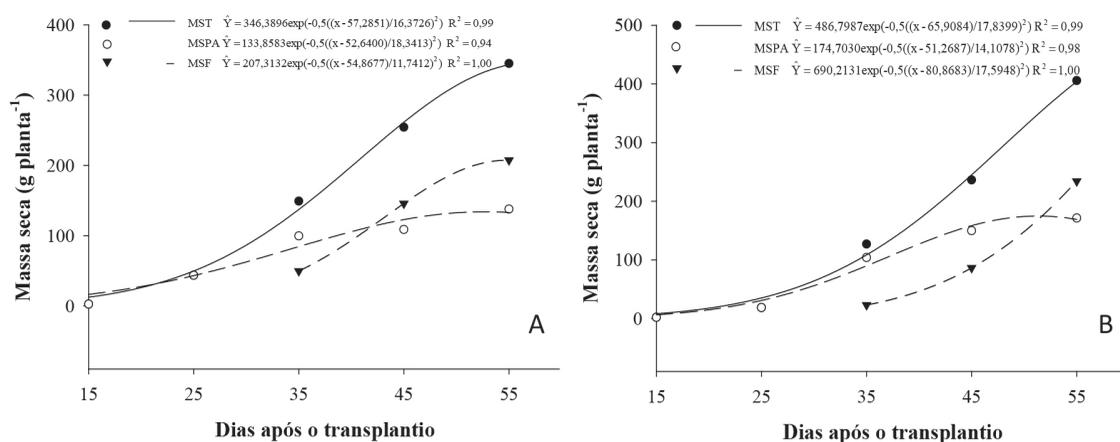 MST Ŷ = 346,3896exp(-0,5((x-57,2851)/16,3726)²) R² = 0,99
MSPA Ŷ = 133,8583exp(-0,5((x-52,6400)/18,3413)²) R² = 0,94
MSF Ŷ = 207,3132exp(-0,5((x-54,8677)/11,7412)²) R² = 1,00
400
300
200
100
0
Massa seca (g planta⁻¹)
A
15 25 35 45 55
Dias após o transplantio
MST Ŷ = 486,7987exp(-0,5((x-65,9084)/17,8399)²) R² = 0,99
MSPA Ŷ = 174,7030exp(-0,5((x-51,2687)/14,1078)²) R² = 0,98
MSF Ŷ = 690,2131exp(-0,5((x-80,8683)/17,5948)²) R² = 1,00
500
400
300
200
100
0
Massa seca (g planta⁻¹)
B
15 25 35 45 55
Dias após o transplantio